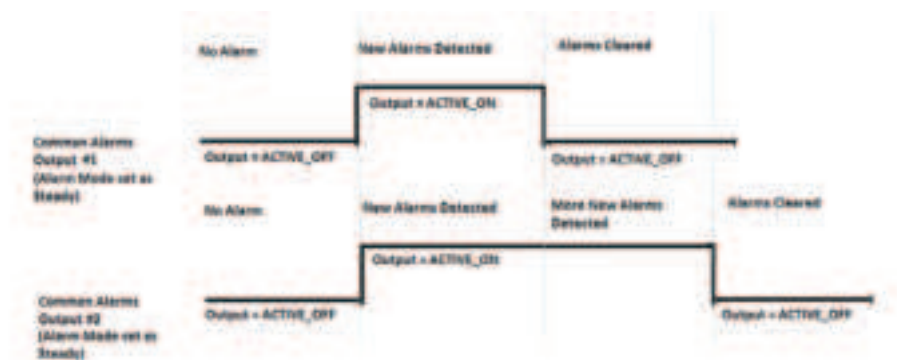 No Alarm
New Alarms Detected
Alarms Cleared
Output = ACTIVE_ON
Common Alarms
Output #1
(Alarm Mode set as
Steady)
Output = ACTIVE_OFF
Output = ACTIVE_OFF
No Alarm
New Alarms Detected
More New Alarms
Detected
Alarms Cleared
Output = ACTIVE_ON
Common Alarms
Output #2
(Alarm Mode set as
Steady)
Output = ACTIVE_OFF
Output = ACTIVE_OFF